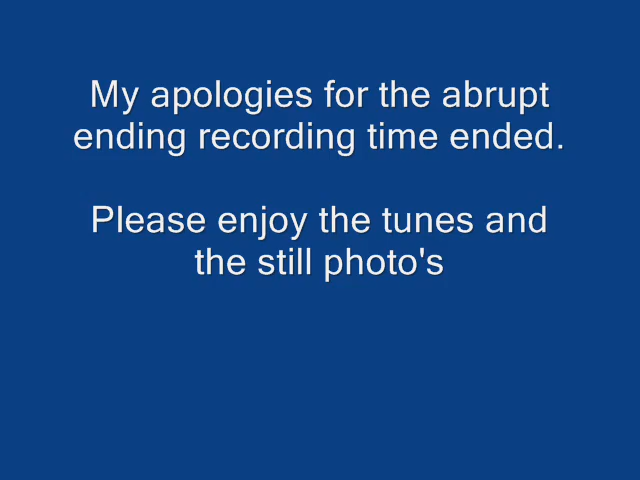 My apologies for the abrupt
ending recording time ended.
Please enjoy the tunes and
the still photo's